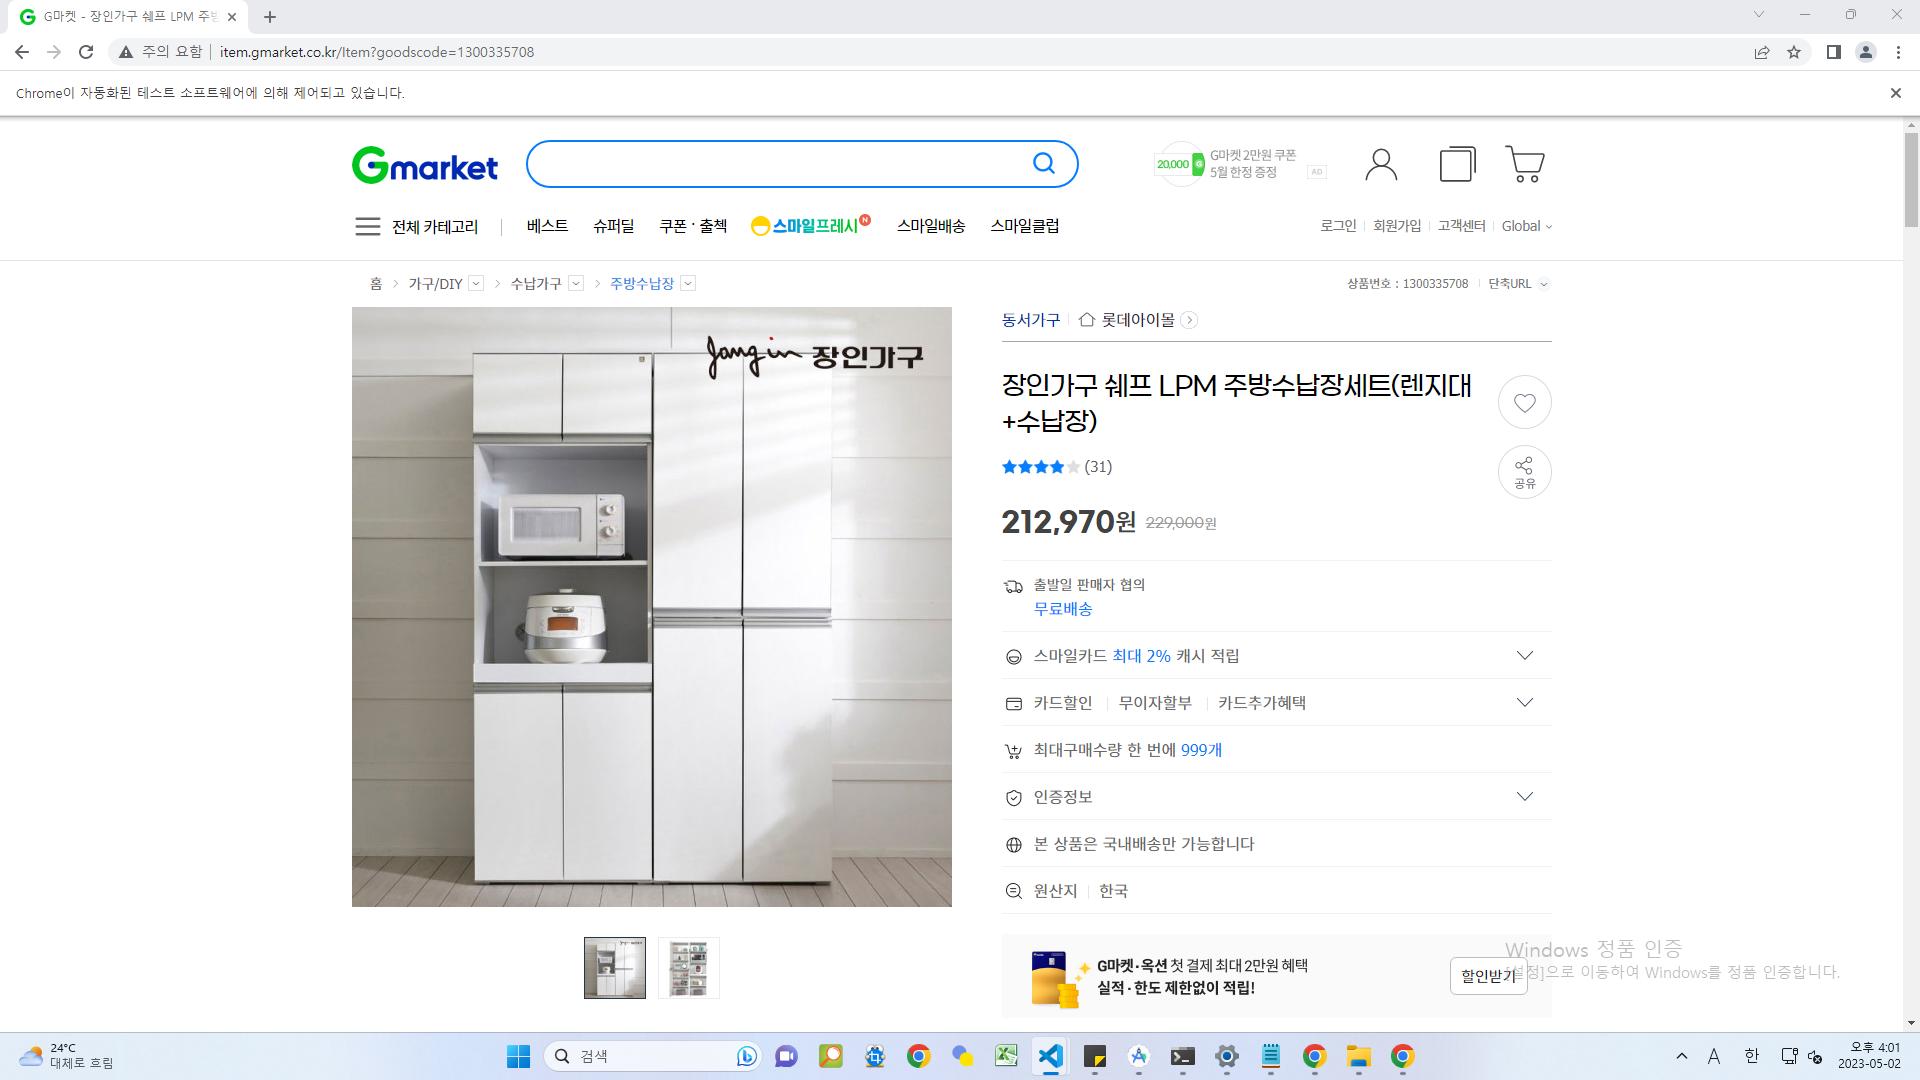 G마켓 - 장인가구 쉐프 LPM 주방
주의 요함
item.gmarket.co.kr/Item?goodscode=1300335708
Chrome이 자동화된 테스트 소프트웨어에 의해 제어되고 있습니다.
Gmarket
20,000
G마켓 2만원 쿠폰
5월 한정 증정
AD
전체 카테고리
베스트
슈퍼딜
쿠폰·출첵
스마일프레시
N
스마일배송
스마일클럽
로그인
회원가입
고객센터
Global
홈
가구/DIY
수납가구
주방수납장
상품번호 : 1300335708
단축URL
Jang in 장인가구
동서가구
롯데아이몰
장인가구 쉐프 LPM 주방수납장세트(렌지대
+수납장)
(31)
공유
212,970원 229,000원
출발일 판매자 협의
무료배송
스마일카드 최대 2% 캐시 적립
카드할인
무이자할부
카드추가혜택
최대구매수량 한 번에 999개
인증정보
본 상품은 국내배송만 가능합니다
원산지
한국
G마켓·옥션 첫 결제 최대 2만원 혜택
실적·한도 제한없이 적립!
할인받기
Windows 정품 인증
[설정]으로 이동하여 Windows를 정품 인증합니다.
24°C
대체로 흐림
검색
A
한
오후 4:01
2023-05-02